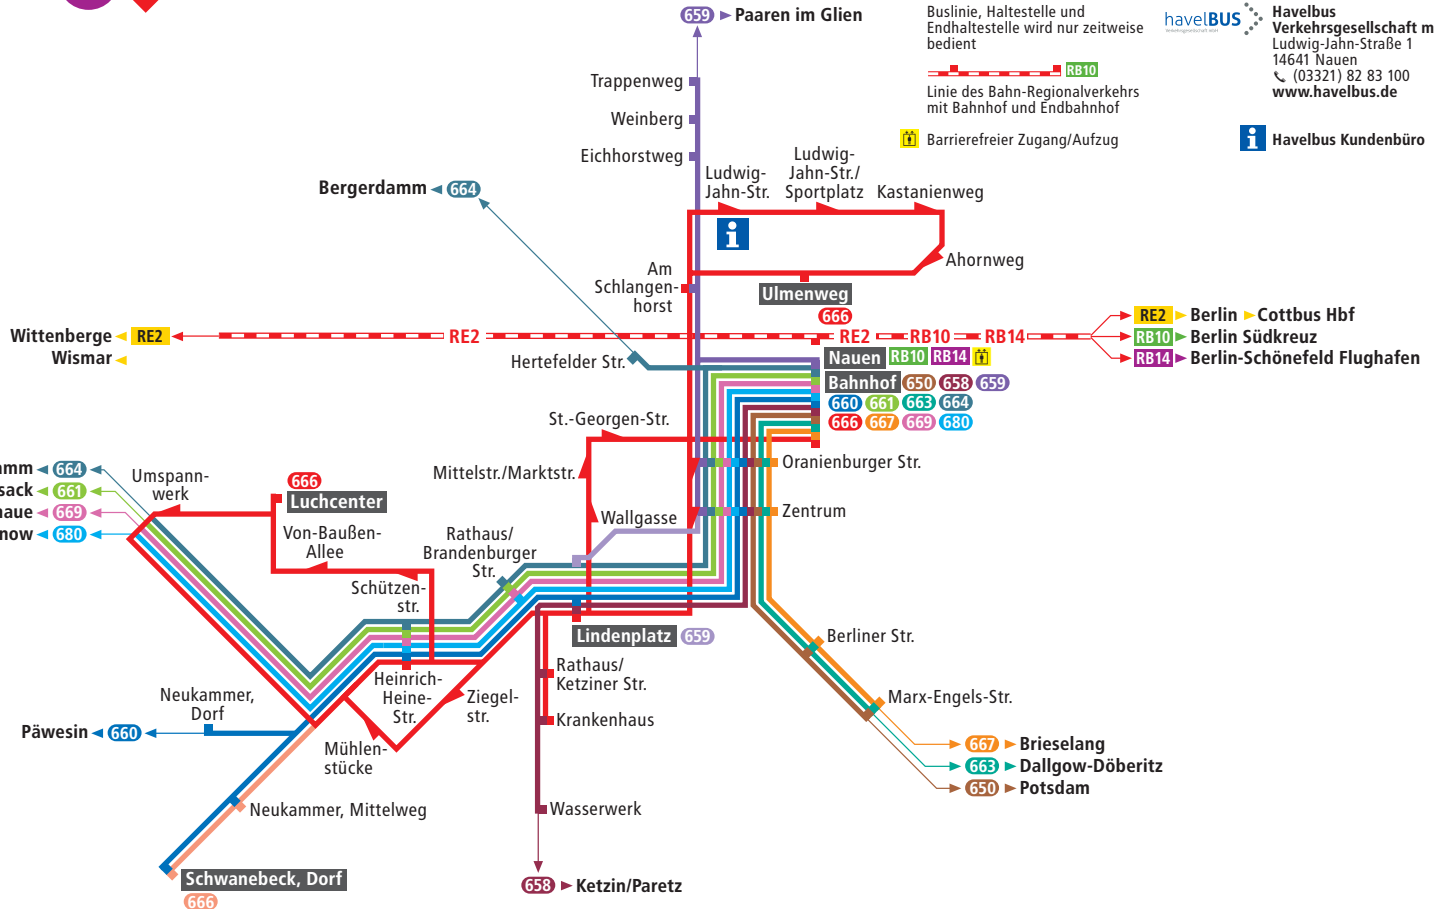 659 Paaren im Glien
Buslinie, Haltestelle und
Endhaltestelle wird nur zeitweise
bedient
RB10
Linie des Bahn-Regionalverkehrs
mit Bahnhof und Endbahnhof
Barrierefreier Zugang/Aufzug
havelBUS
Havelbus
Verkehrsgesellschaft m
Ludwig-Jahn-Straße 1
14641 Nauen
(03321) 82 83 100
www.havelbus.de
i Havelbus Kundenbüro
Trappenweg
Weinberg
Eichhorstweg
Bergerdamm 664
Ludwig-
Jahn-Str.
Ludwig-
Jahn-Str./
Sportplatz
Kastanienweg
i
Ahornweg
Am
Schlangen-
horst
Ulmenweg
666
Wittenberge RE2
Wismar
RE2
RE2 RB10 RB14
RE2 Berlin Cottbus Hbf
RB10 Berlin Südkreuz
RB14 Berlin-Schönefeld Flughafen
Hertefelder Str.
Nauen RB10 RB14
Bahnhof 650 658 659
660 661 663 664
666 667 669 680
St.-Georgen-Str.
Mittelstr./Marktstr.
Oranienburger Str.
Wallgasse
Zentrum
amm 664
sack 661
naue 669
now 680
Umspann-
werk
666
Luchcenter
Von-Baußen-
Allee
Schützen-
str.
Rathaus/
Brandenburger
Str.
Lindenplatz 659
Berliner Str.
Rathaus/
Ketziner Str.
Krankenhaus
Marx-Engels-Str.
Heinrich-
Heine-
Str.
Ziegel-
str.
Mühlen-
stücke
Neukammer,
Dorf
Päwesin 660
667 Brieselang
663 Dallgow-Döberitz
650 Potsdam
Neukammer, Mittelweg
Wasserwerk
Schwanebeck, Dorf
666
658 Ketzin/Paretz